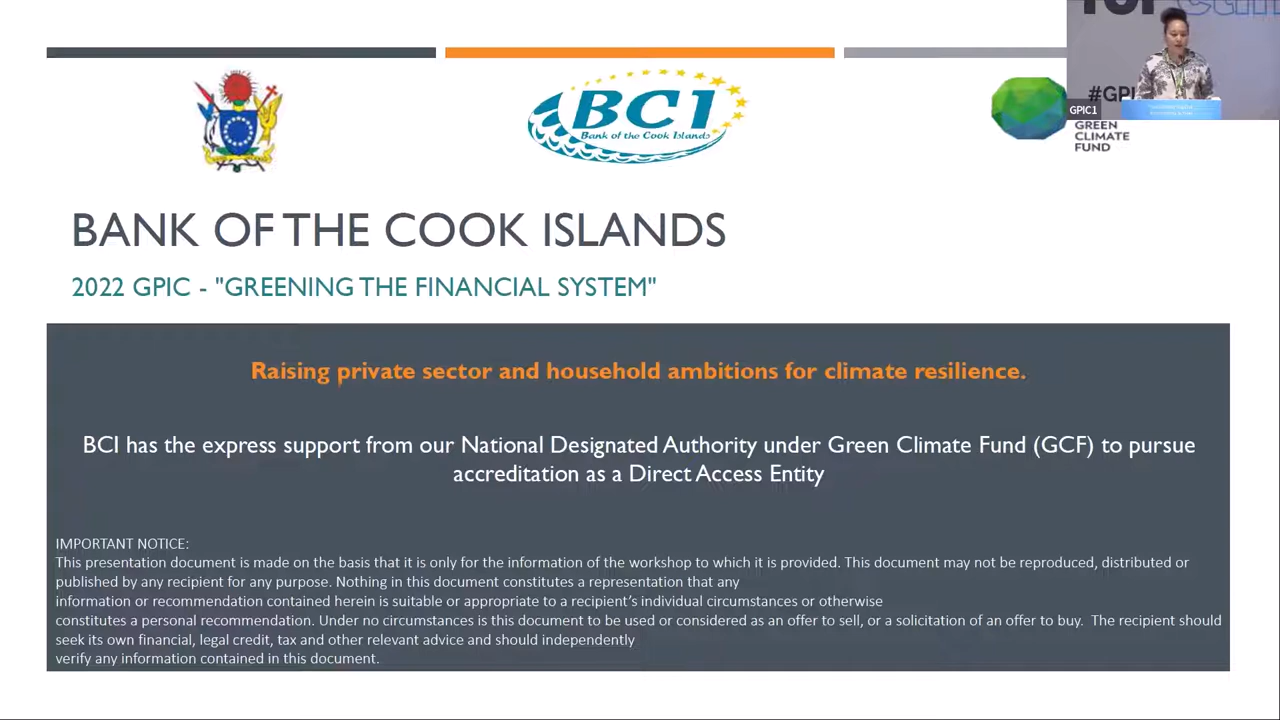 BCI
Bank of the Cook Islands
#GPI
GPIC1
GREEN
CLIMATE
FUND
BANK OF THE COOK ISLANDS
2022 GPIC - "GREENING THE FINANCIAL SYSTEM"
Raising private sector and household ambitions for climate resilience.
BCI has the express support from our National Designated Authority under Green Climate Fund (GCF) to pursue
accreditation as a Direct Access Entity
IMPORTANT NOTICE:
This presentation document is made on the basis that it is only for the information of the workshop to which it is provided. This document may not be reproduced, distributed or
published by any recipient for any purpose. Nothing in this document constitutes a representation that any
information or recommendation contained herein is suitable or appropriate to a recipient's individual circumstances or otherwise
constitutes a personal recommendation. Under no circumstances is this document to be used or considered as an offer to sell, or a solicitation of an offer to buy.  The recipient should
seek its own financial, legal credit, tax and other relevant advice and should independently
verify any information contained in this document.